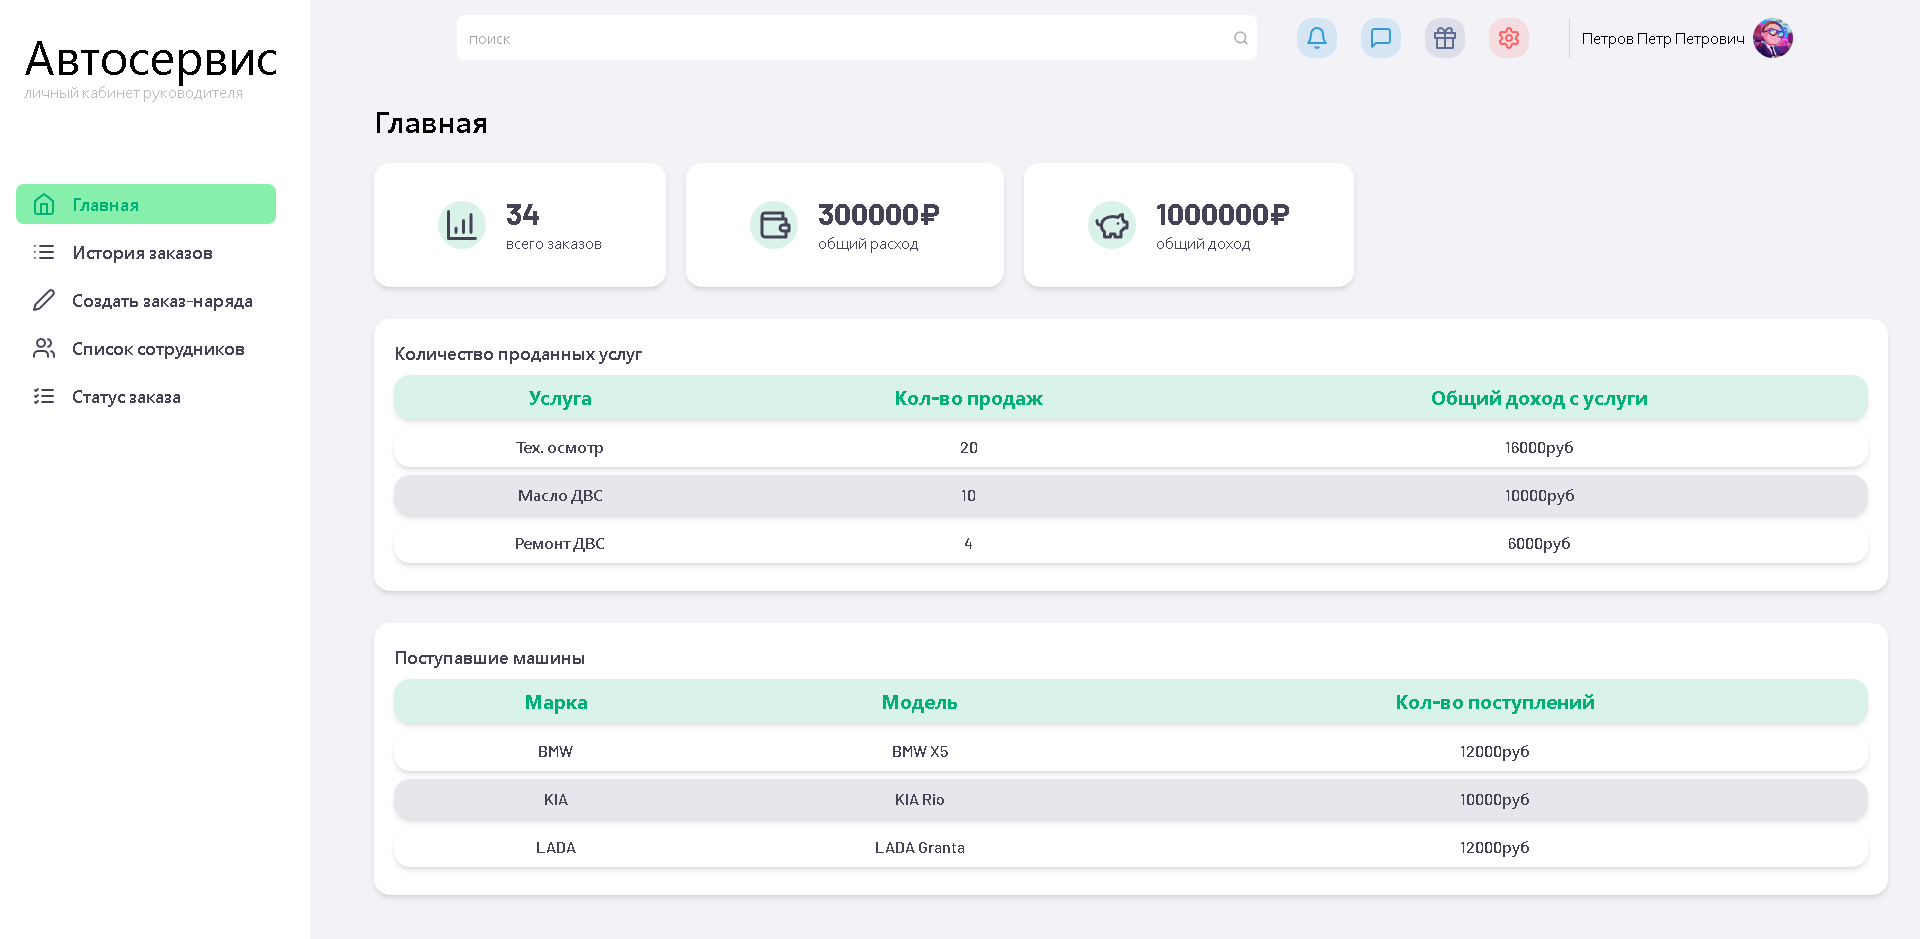 Автосервис
личный кабинет руководителя
Главная
История заказов
Создать заказ-наряда
Список сотрудников
Статус заказа
поиск
Петров Петр Петрович
Главная
34
всего заказов
300000₽
общий расход
1000000₽
общий доход
Количество проданных услуг
Услуга Кол-во продаж Общий доход с услуги
Тех. осмотр 20 16000руб
Масло ДВС 10 10000руб
Ремонт ДВС 4 6000руб
Поступавшие машины
Марка Модель Кол-во поступлений
BMW BMW X5 12000руб
KIA KIA Rio 10000руб
LADA LADA Granta 12000руб